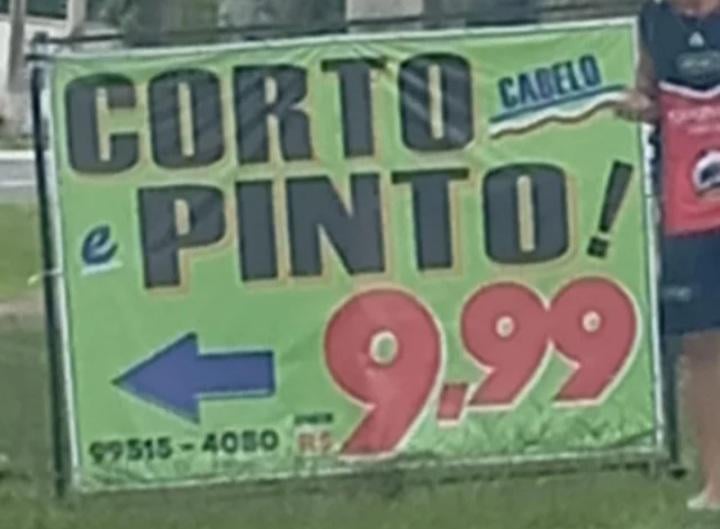 CORTO CABELO
e PINTO!
9,99
99515-4080 R$